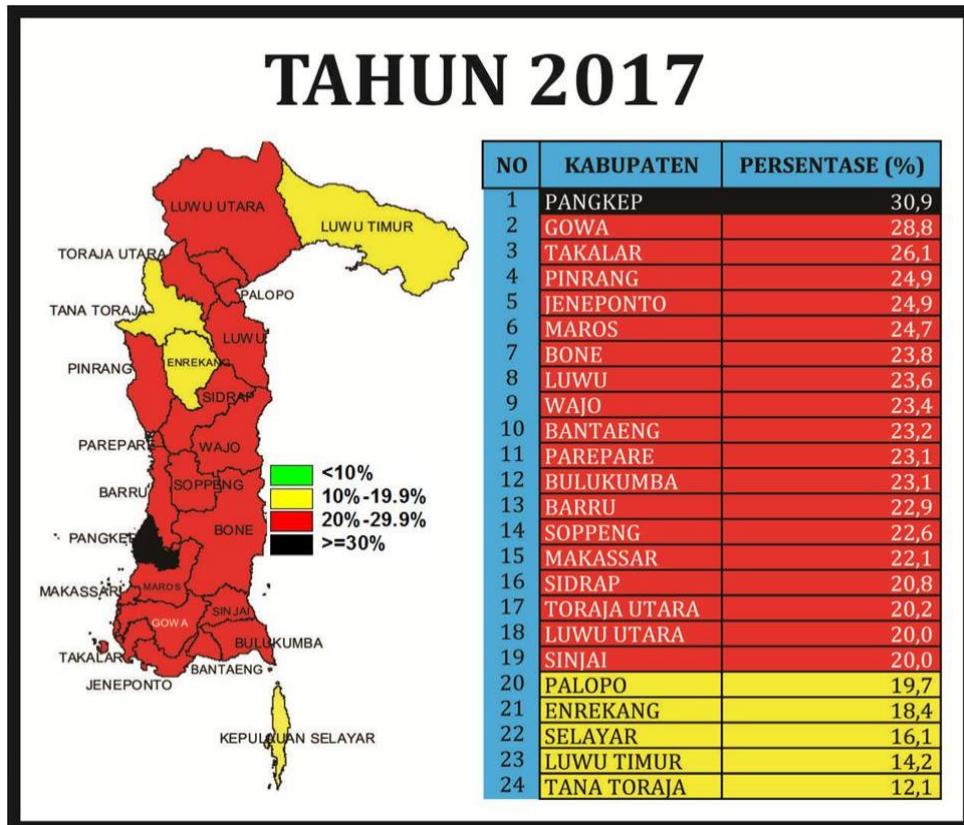 TAHUN 2017
LUWU UTARA
LUWU TIMUR
TORAJA UTARA
PALOPO
TANA TORAJA
LUWU
PINRANG
ENREKANG
SIDRAP
PAREPARE
WAJO
BARRU
SOPPENG
BONE
PANGKEP
MAKASSAR
MAROS
GOWA
SINJAI
TAKALAR
BULUKUMBA
BANTAENG
JENEPONTO
KEPULAUAN SELAYAR
<10%
10%-19.9%
20%-29.9%
>=30%
NO KABUPATEN PERSENTASE (%)
1 PANGKEP 30,9
2 GOWA 28,8
3 TAKALAR 26,1
4 PINRANG 24,9
5 JENEPONTO 24,9
6 MAROS 24,7
7 BONE 23,8
8 LUWU 23,6
9 WAJO 23,4
10 BANTAENG 23,2
11 PAREPARE 23,1
12 BULUKUMBA 23,1
13 BARRU 22,9
14 SOPPENG 22,6
15 MAKASSAR 22,1
16 SIDRAP 20,8
17 TORAJA UTARA 20,2
18 LUWU UTARA 20,0
19 SINJAI 20,0
20 PALOPO 19,7
21 ENREKANG 18,4
22 SELAYAR 16,1
23 LUWU TIMUR 14,2
24 TANA TORAJA 12,1